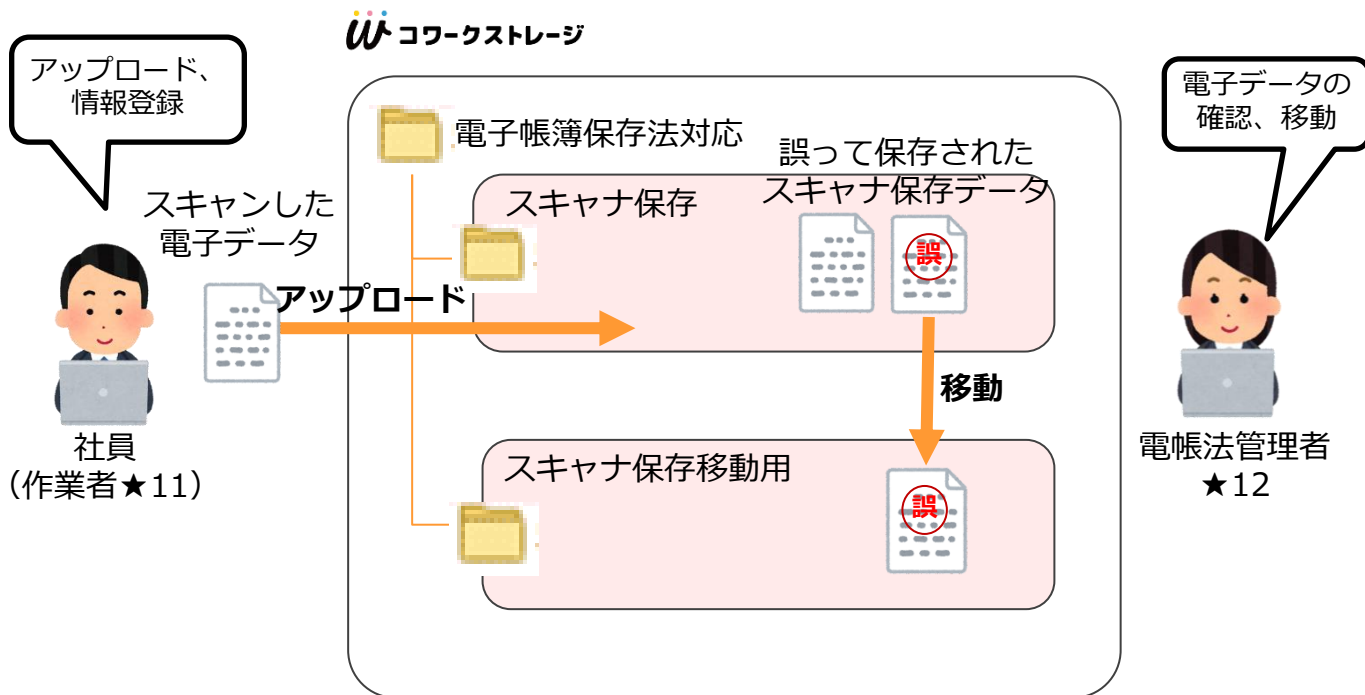 コワークストレージ
アップロード、
情報登録
電子データの
確認、移動
電子帳簿保存法対応
誤って保存された
スキャナ保存データ
スキャナ保存
スキャンした
電子データ
誤
アップロード
移動
社員
（作業者★11）
スキャナ保存移動用
誤
電帳法管理者
★12